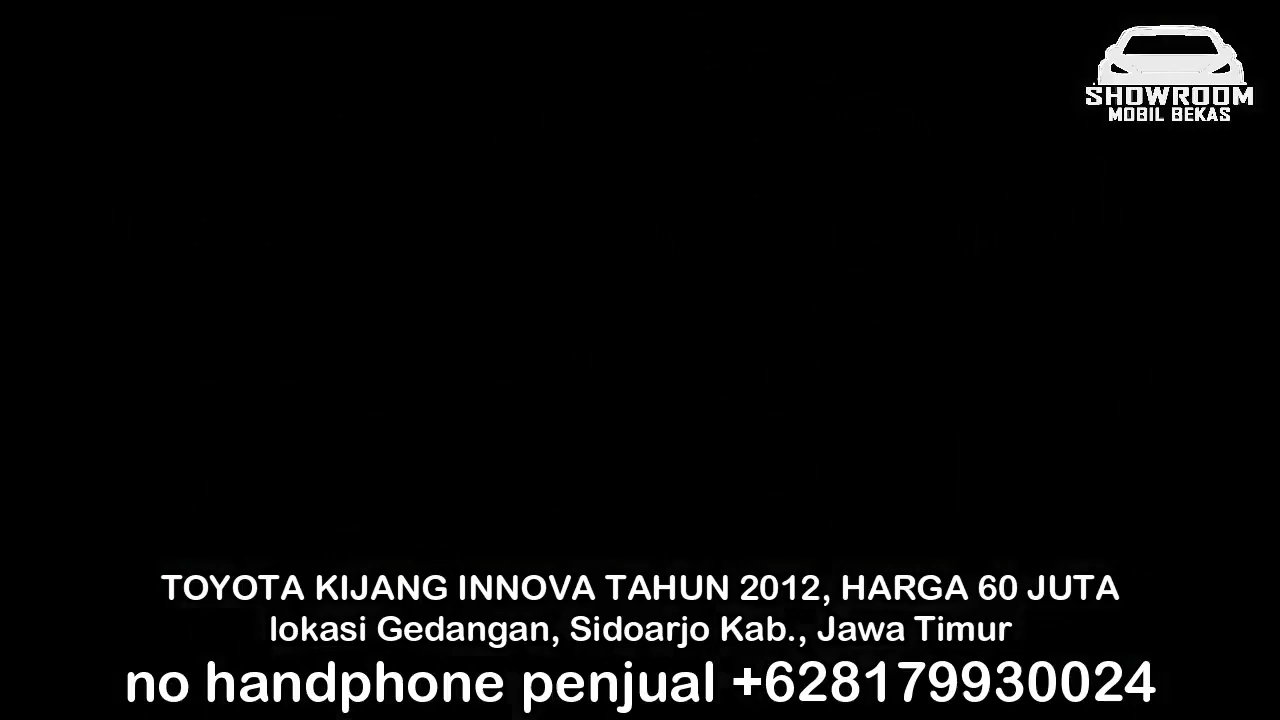 SHOWROOM
MOBIL BEKAS
TOYOTA KIJANG INNOVA TAHUN 2012, HARGA 60 JUTA
lokasi Gedangan, Sidoarjo Kab., Jawa Timur
no handphone penjual +628179930024